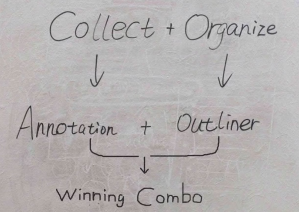 Collect + Organize
Annotation + Outliner
Winning Combo